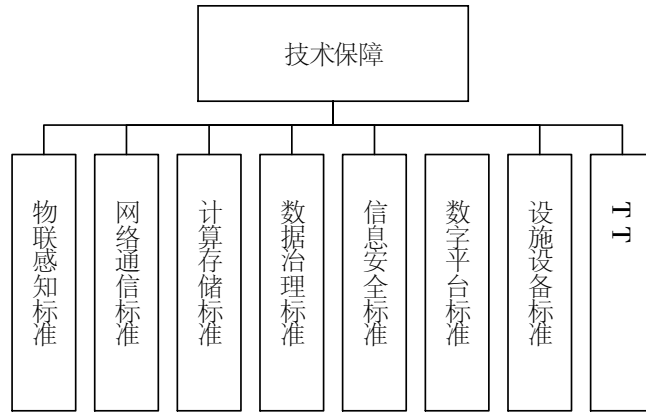 技术保障
物联感知标准
网络通信标准
计算存储标准
数据治理标准
信息安全标准
数字平台标准
设施设备标准